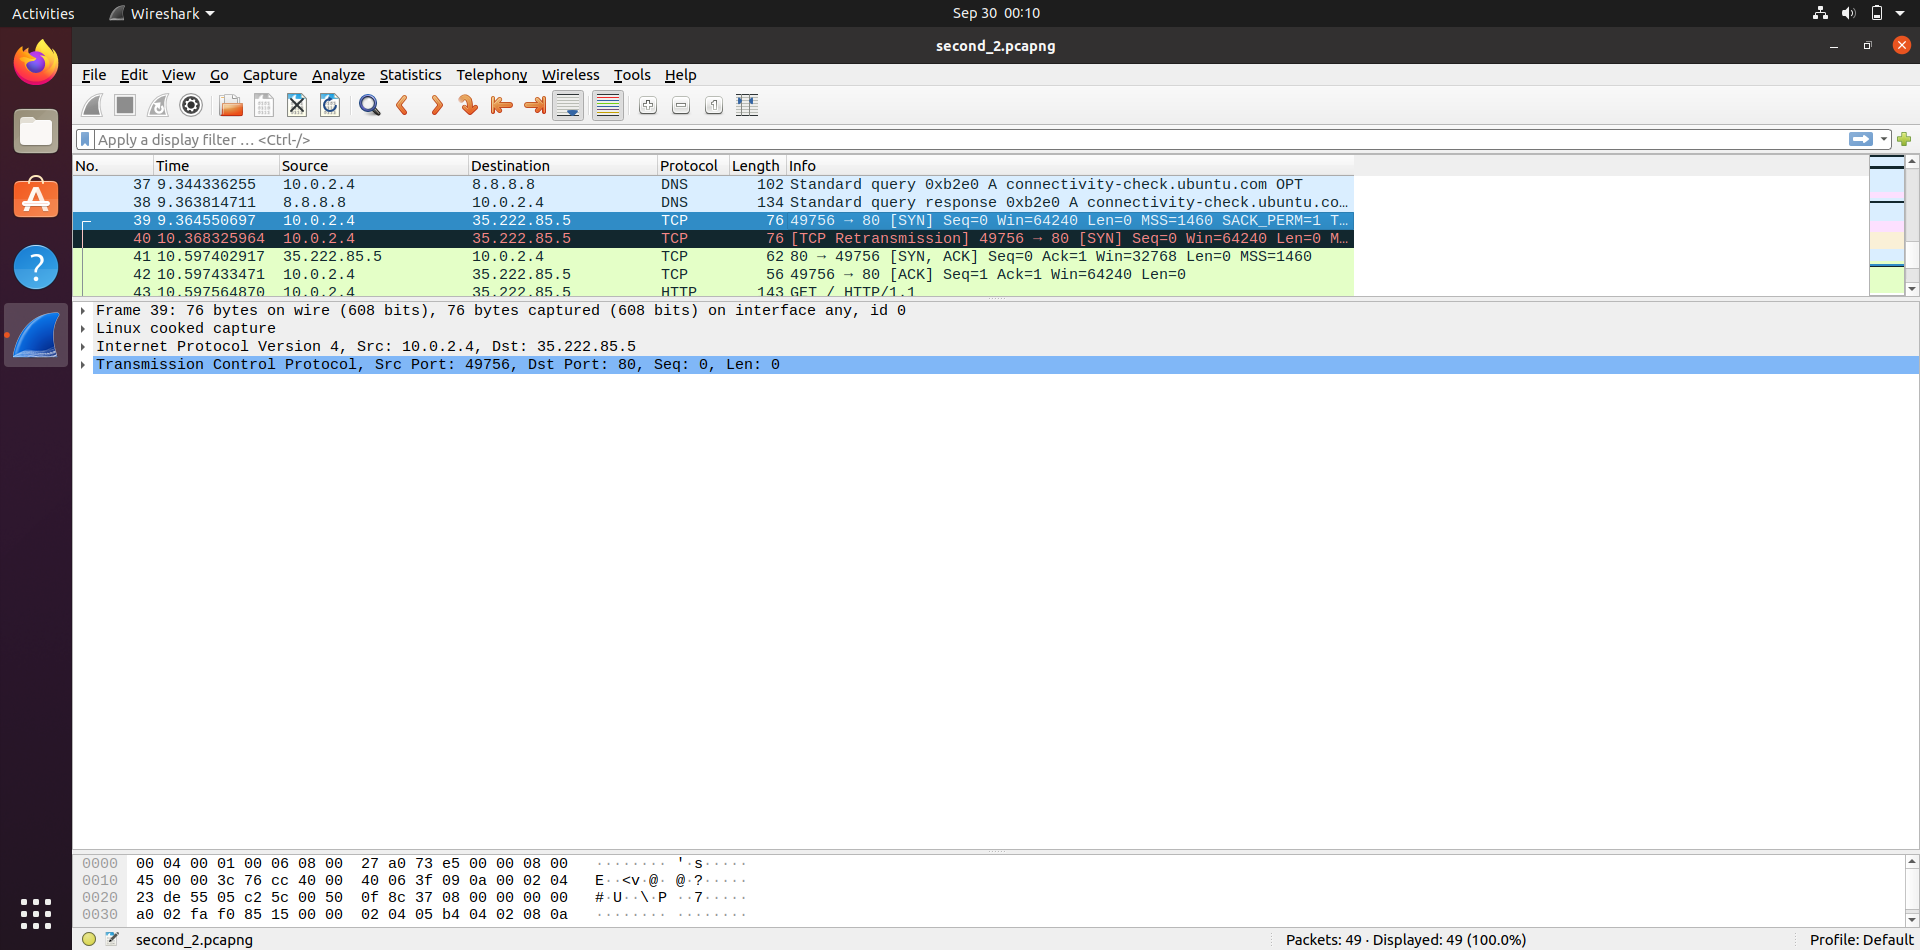 Activities Wireshark Sep 30 00:10
second_2.pcapng
File Edit View Go Capture Analyze Statistics Telephony Wireless Tools Help
Apply a display filter … <Ctrl-/>
No. Time Source Destination Protocol Length Info
37 9.344336255 10.0.2.4 8.8.8.8 DNS 102 Standard query 0xb2e0 A connectivity-check.ubuntu.com OPT
38 9.363814711 8.8.8.8 10.0.2.4 DNS 134 Standard query response 0xb2e0 A connectivity-check.ubuntu.co…
39 9.364550697 10.0.2.4 35.222.85.5 TCP 76 49756 → 80 [SYN] Seq=0 Win=64240 Len=0 MSS=1460 SACK_PERM=1 T…
40 10.368325964 10.0.2.4 35.222.85.5 TCP 76 [TCP Retransmission] 49756 → 80 [SYN] Seq=0 Win=64240 Len=0 M…
41 10.597402917 35.222.85.5 10.0.2.4 TCP 62 80 → 49756 [SYN, ACK] Seq=0 Ack=1 Win=32768 Len=0 MSS=1460
42 10.597433471 10.0.2.4 35.222.85.5 TCP 56 49756 → 80 [ACK] Seq=1 Ack=1 Win=64240 Len=0
43 10.597564870 10.0.2.4 35.222.85.5 HTTP 143 GET / HTTP/1.1
Frame 39: 76 bytes on wire (608 bits), 76 bytes captured (608 bits) on interface any, id 0
Linux cooked capture
Internet Protocol Version 4, Src: 10.0.2.4, Dst: 35.222.85.5
Transmission Control Protocol, Src Port: 49756, Dst Port: 80, Seq: 0, Len: 0
0000 00 04 00 01 00 06 08 00 27 a0 73 e5 00 00 08 00 ········ '·s·····
0010 45 00 00 3c 76 cc 40 00 40 06 3f 09 0a 00 02 04 E··<v·@· @·?·····
0020 23 de 55 05 c2 5c 00 50 0f 8c 37 08 00 00 00 00 #·U··\·P ··7·····
0030 a0 02 fa f0 85 15 00 00 02 04 05 b4 04 02 08 0a ········ ········
second_2.pcapng Packets: 49 · Displayed: 49 (100.0%) Profile: Default